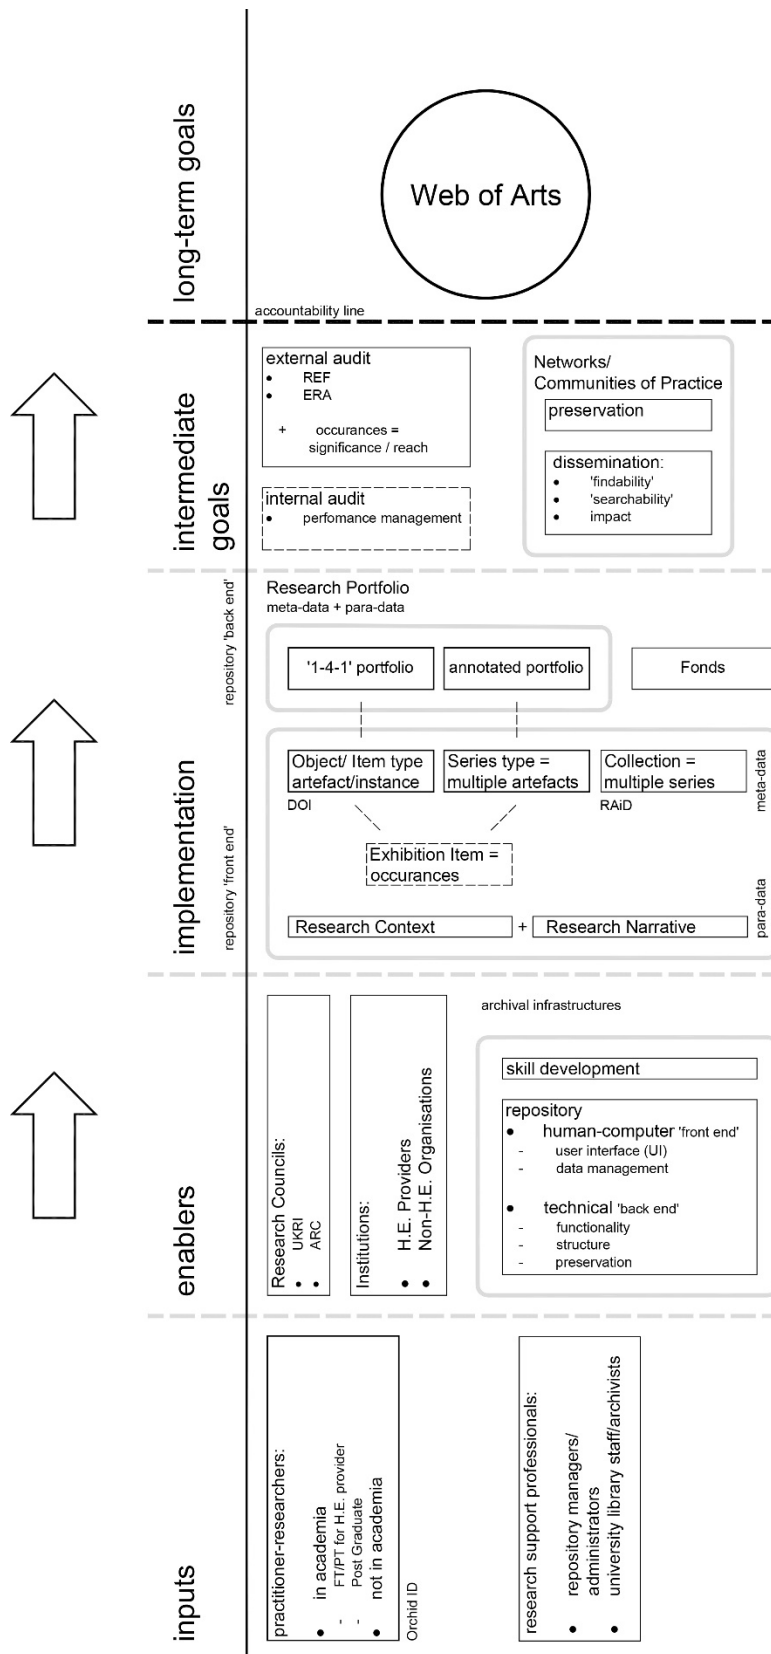 long-term goals
Web of Arts
accountability line
intermediate
goals
external audit
● REF
● ERA
+ occurances =
significance / reach
internal audit
● perfomance management
Networks/
Communities of Practice
preservation
dissemination:
● 'findability'
● 'searchability'
● impact
implementation
repository 'back end'
Research Portfolio
meta-data + para-data
'1-4-1' portfolio
annotated portfolio
Fonds
repository 'front end'
Object/ Item type
artefact/instance
DOI
Series type =
multiple artefacts
Collection =
multiple series
RAiD
meta-data
Exhibition Item =
occurances
Research Context
+
Research Narrative
para-data
enablers
Research Councils:
● UKRI
● ARC
Institutions:
● H.E. Providers
● Non-H.E. Organisations
archival infrastructures
skill development
repository
● human-computer 'front end'
- user interface (UI)
- data management
● technical 'back end'
- functionality
- structure
- preservation
inputs
practitioner-researchers:
● in academia
- FT/PT for H.E. provider
- Post Graduate
● not in academia
Orchid ID
research support professionals:
● repository managers/
administrators
● university library staff/archivists